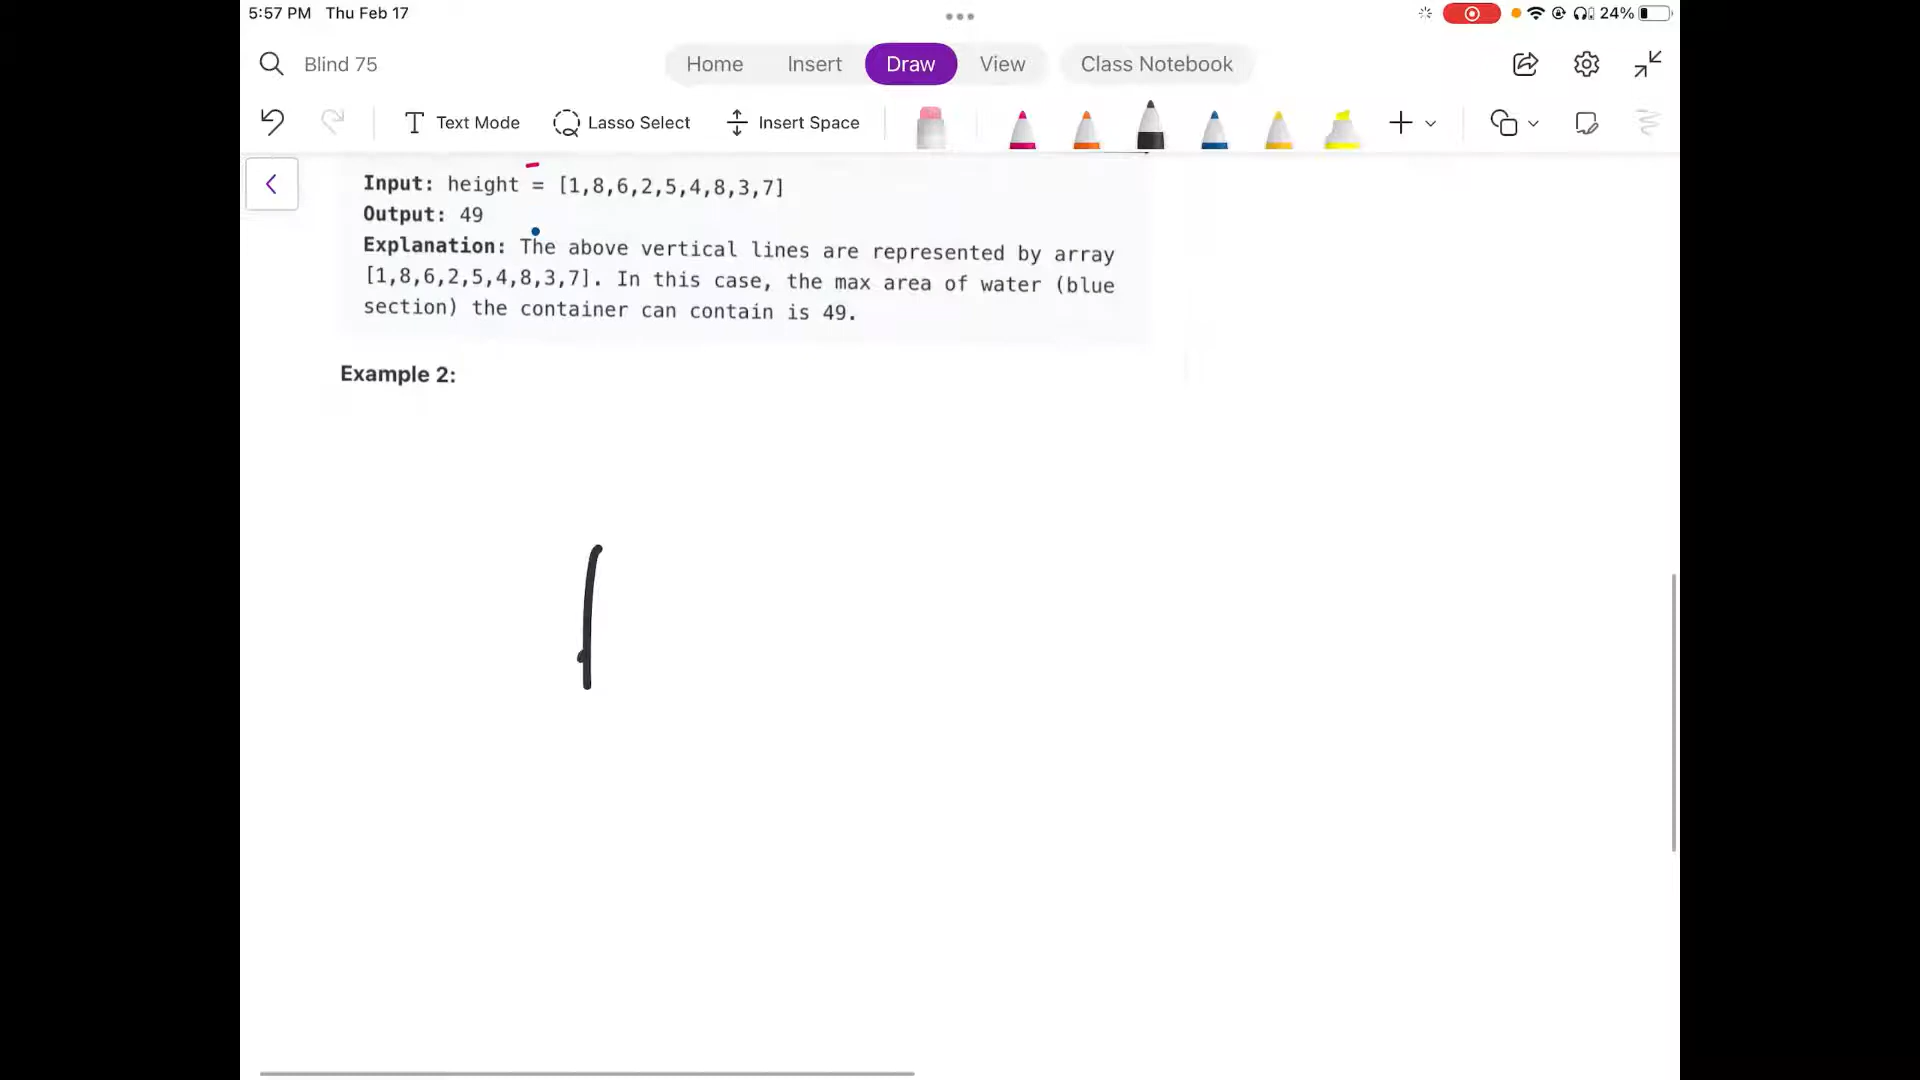 5:57 PM Thu Feb 17
24%
Blind 75
Home Insert Draw View Class Notebook
Text Mode Lasso Select Insert Space
Input: height = [1,8,6,2,5,4,8,3,7]
Output: 49
Explanation: The above vertical lines are represented by array
[1,8,6,2,5,4,8,3,7]. In this case, the max area of water (blue
section) the container can contain is 49.
Example 2: